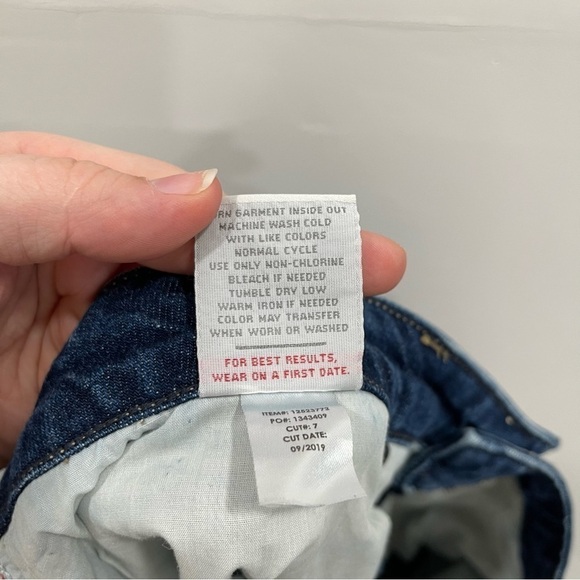 RN GARMENT INSIDE OUT
MACHINE WASH COLD
WITH LIKE COLORS
NORMAL CYCLE
USE ONLY NON-CHLORINE
BLEACH IF NEEDED
TUMBLE DRY LOW
WARM IRON IF NEEDED
COLOR MAY TRANSFER
WHEN WORN OR WASHED
FOR BEST RESULTS,
WEAR ON A FIRST DATE.
ITEM#:
PO#: 1343409
CUT#: 7
CUT DATE:
09/2019